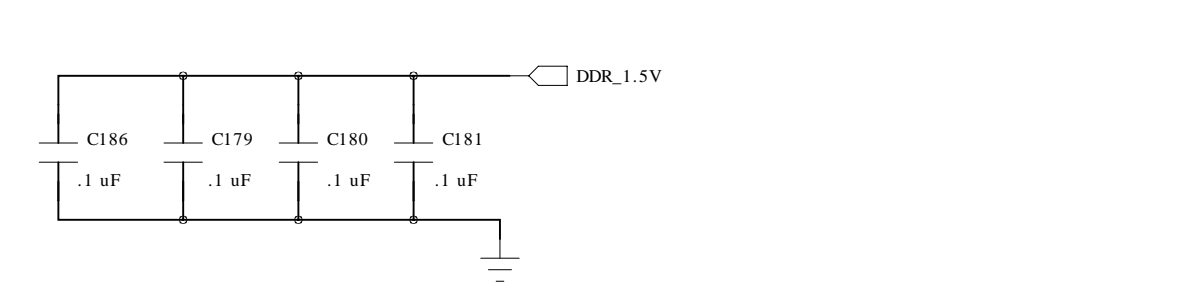 DDR_1.5V
C186
C179
C180
C181
.1 uF
.1 uF
.1 uF
.1 uF